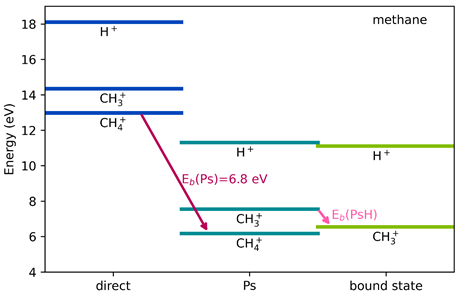 methane
18
16
14
12
10
8
6
4
Energy (eV)
H⁺
CH₃⁺
CH₄⁺
H⁺
CH₃⁺
CH₄⁺
H⁺
CH₃⁺
E_b(Ps)=6.8 eV
E_b(PsH)
direct
Ps
bound state